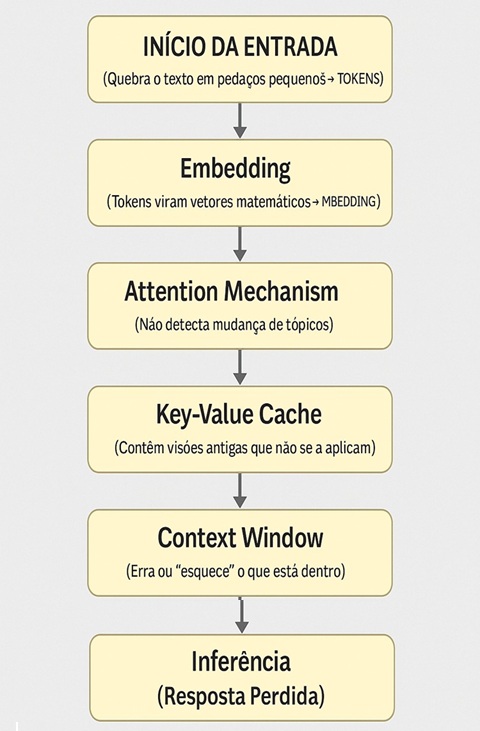 INÍCIO DA ENTRADA
(Quebra o texto em pedaços pequenoš→ TOKENS)
Embedding
(Tokens viram vetores matemáticos→ MBEDDING)
Attention Mechanism
(Náo detecta mudança de tópicos)
Key-Value Cache
(Contêm visóes antigas que não se a aplicam)
Context Window
(Erra ou “esquece” o que está dentro)
Inferência
(Resposta Perdida)